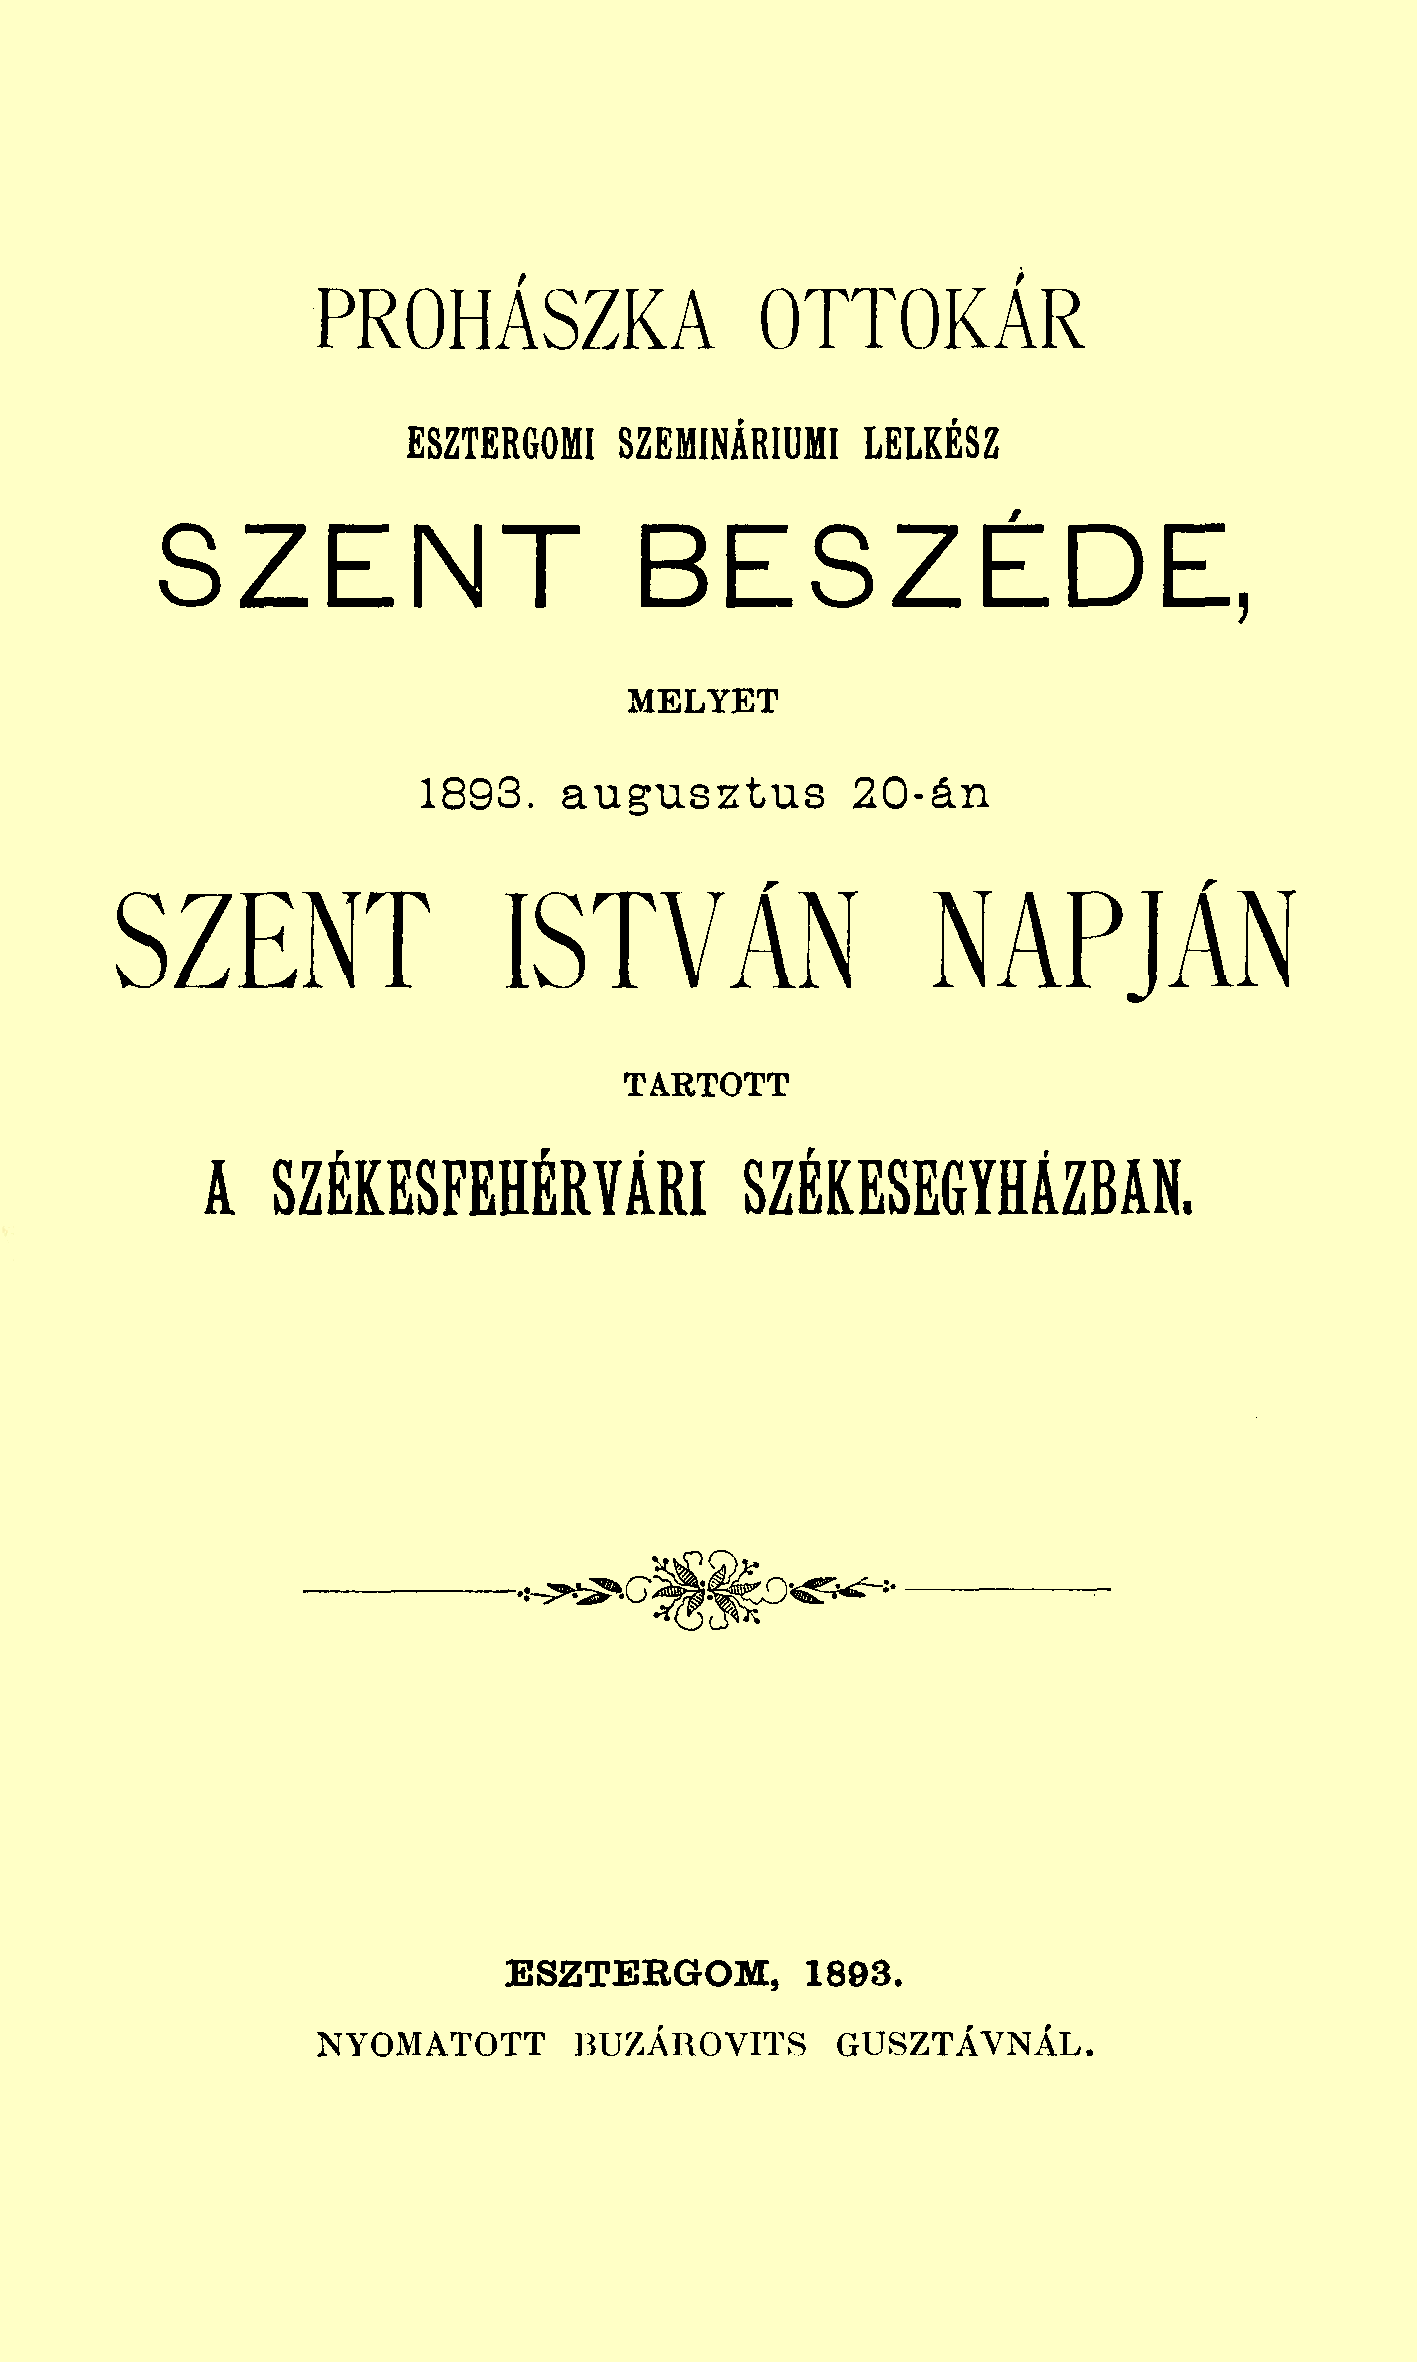 PROHÁSZKA OTTOKÁR
ESZTERGOMI SZEMINÁRIUMI LELKÉSZ
SZENT BESZÉDE,
MELYET
1893. augusztus 20-án
SZENT ISTVÁN NAPJÁN
TARTOTT
A SZÉKESFEHÉRVÁRI SZÉKESEGYHÁZBAN.
ESZTERGOM, 1893.
NYOMATOTT BUZÁROVITS GUSZTÁVNÁL.